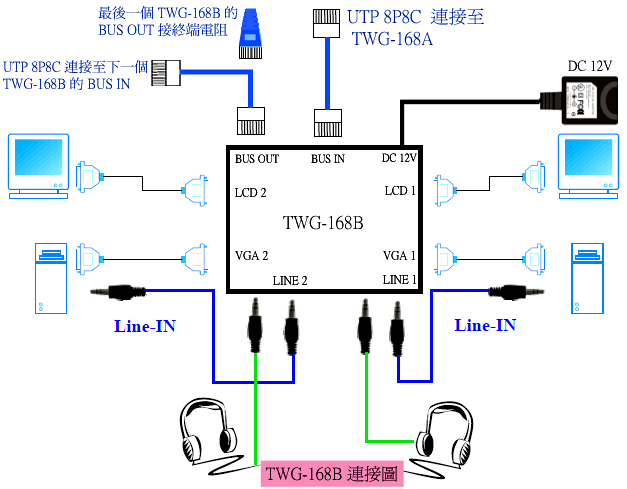 最後一個 TWG-168B 的
BUS OUT 接終端電阻
UTP 8P8C 連接至
TWG-168A
UTP 8P8C 連接至下一個
TWG-168B 的 BUS IN
DC 12V
BUS OUT
BUS IN
DC 12V
LCD 2
LCD 1
TWG-168B
VGA 2
VGA 1
LINE 2
LINE 1
Line-IN
Line-IN
TWG-168B 連接圖